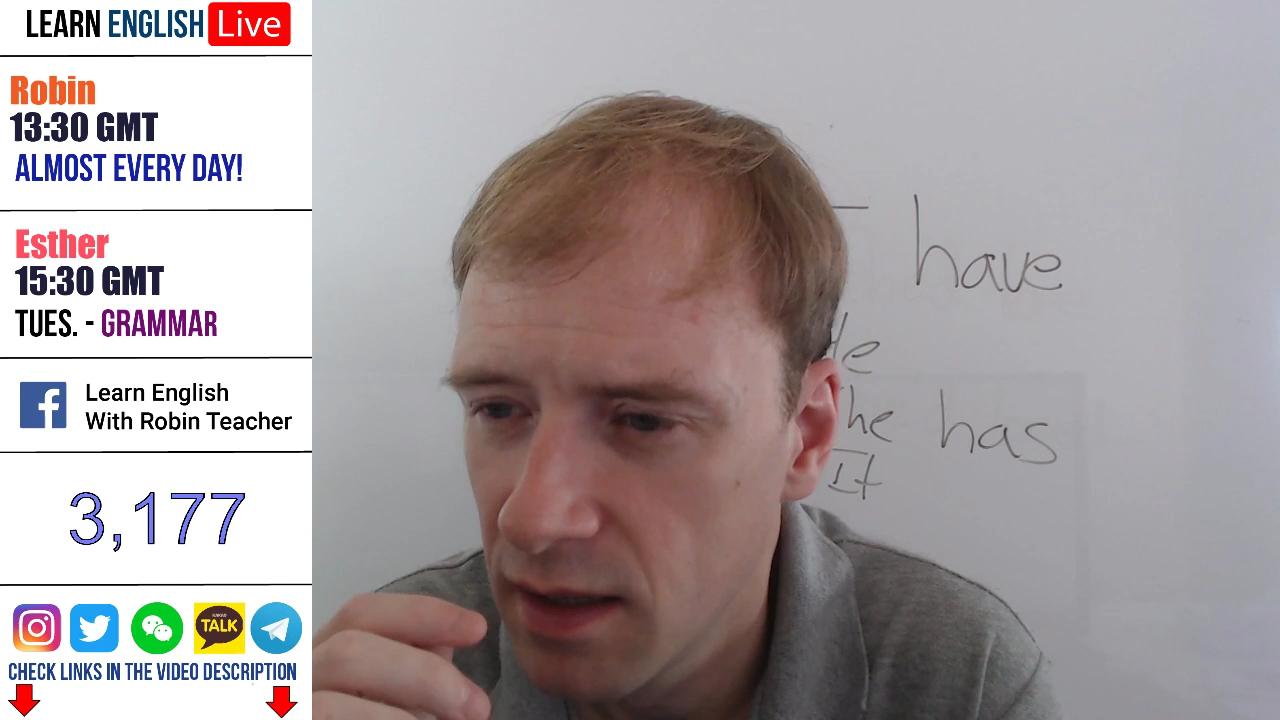 LEARN ENGLISH Live
Robin
13:30 GMT
ALMOST EVERY DAY!
Esther
15:30 GMT
TUES. - GRAMMAR
f
Learn English
With Robin Teacher
3,177
TALK
CHECK LINKS IN THE VIDEO DESCRIPTION
have
has
It